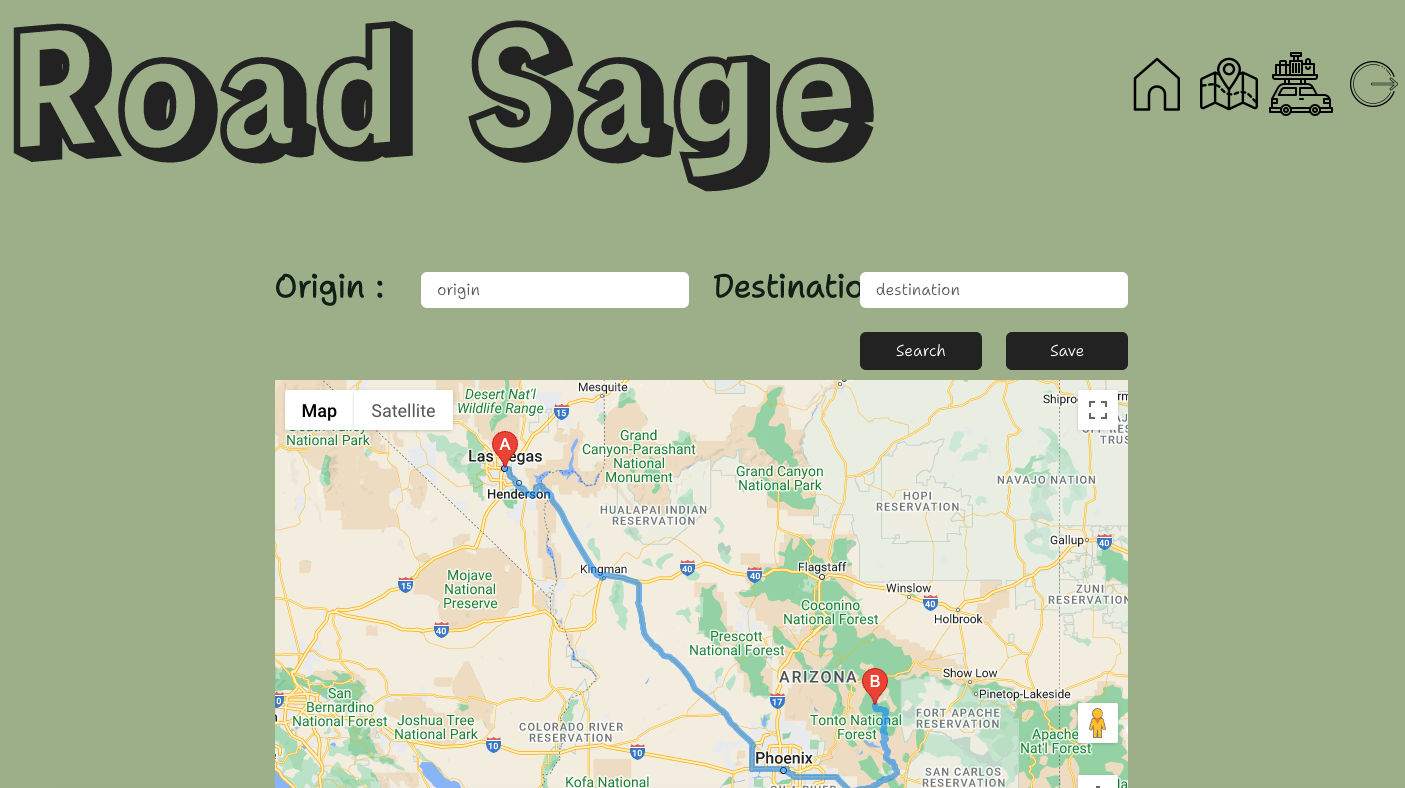 Road Sage
Origin :
origin
Destinatio
destination
Search
Save
Map
Satellite
Desert Nat'l
Wildlife Range
Mesquite
15
National Park
A
Las Vegas
Henderson
Grand
Canyon-Parashant
National
Monument
Grand Canyon
National Park
NAVAJO NATION
HOPI
RESERVATION
HUALAPAI INDIAN
RESERVATION
Gallup
40
Kingman
40
40
Flagstaff
15
Mojave
National
Preserve
Winslow
40
Holbrook
ZUNI
RESERVATION
Coconino
National Forest
40
Prescott
National Forest
ARIZONA
B
Show Low
Pinetop-Lakeside
San
Bernardino
National Forest
17
Joshua Tree
National Park
COLORADO RIVER
RESERVATION
Tonto National
Forest
FORT APACHE
RESERVATION
Apache
Nat'l Forest
10
10
Phoenix
SAN CARLOS
RESERVATION
Kofa National